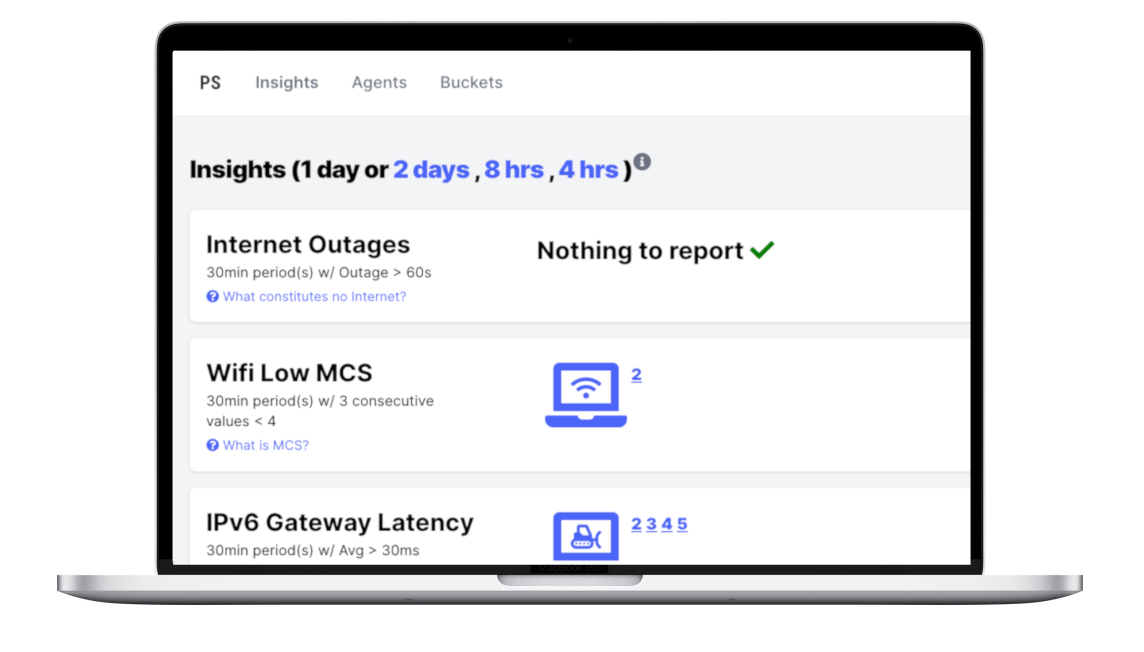 PS Insights Agents Buckets
Insights (1 day or 2 days , 8 hrs , 4 hrs )
Internet Outages
30min period(s) w/ Outage > 60s
What constitutes no Internet?
Nothing to report
Wifi Low MCS
30min period(s) w/ 3 consecutive
values < 4
What is MCS?
2
IPv6 Gateway Latency
30min period(s) w/ Avg > 30ms
2 3 4 5
MacBook Pro